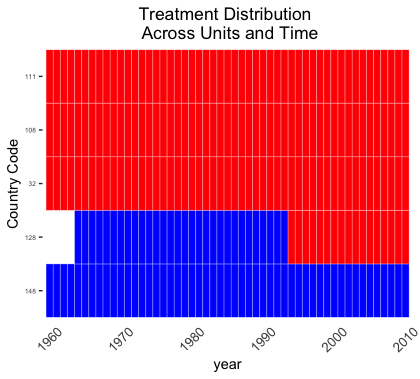 Treatment Distribution
Across Units and Time
Country Code
111
108
32
128
148
1960
1970
1980
1990
2000
2010
year